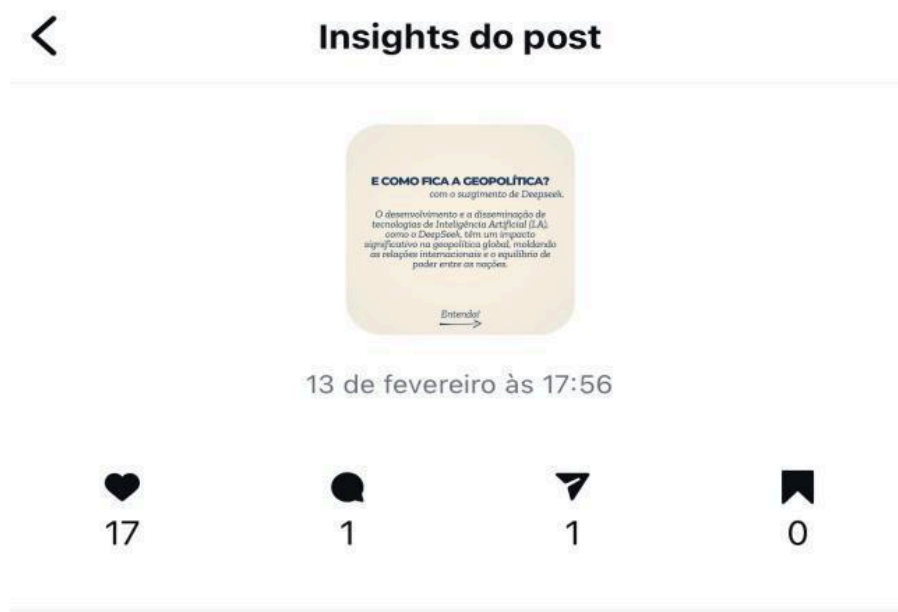 Insights do post
E COMO FICA A GEOPOLÍTICA?
com o surgimento de Deepseek.
O desenvolvimento e a disseminação de
tecnologias de Inteligência Artificial (I.A),
como o DeepSeek, têm um impacto
significativo na geopolítica global, moldando
as relações internacionais e o equilíbrio de
poder entre as nações.
Entenda!
13 de fevereiro às 17:56
17 1 1 0